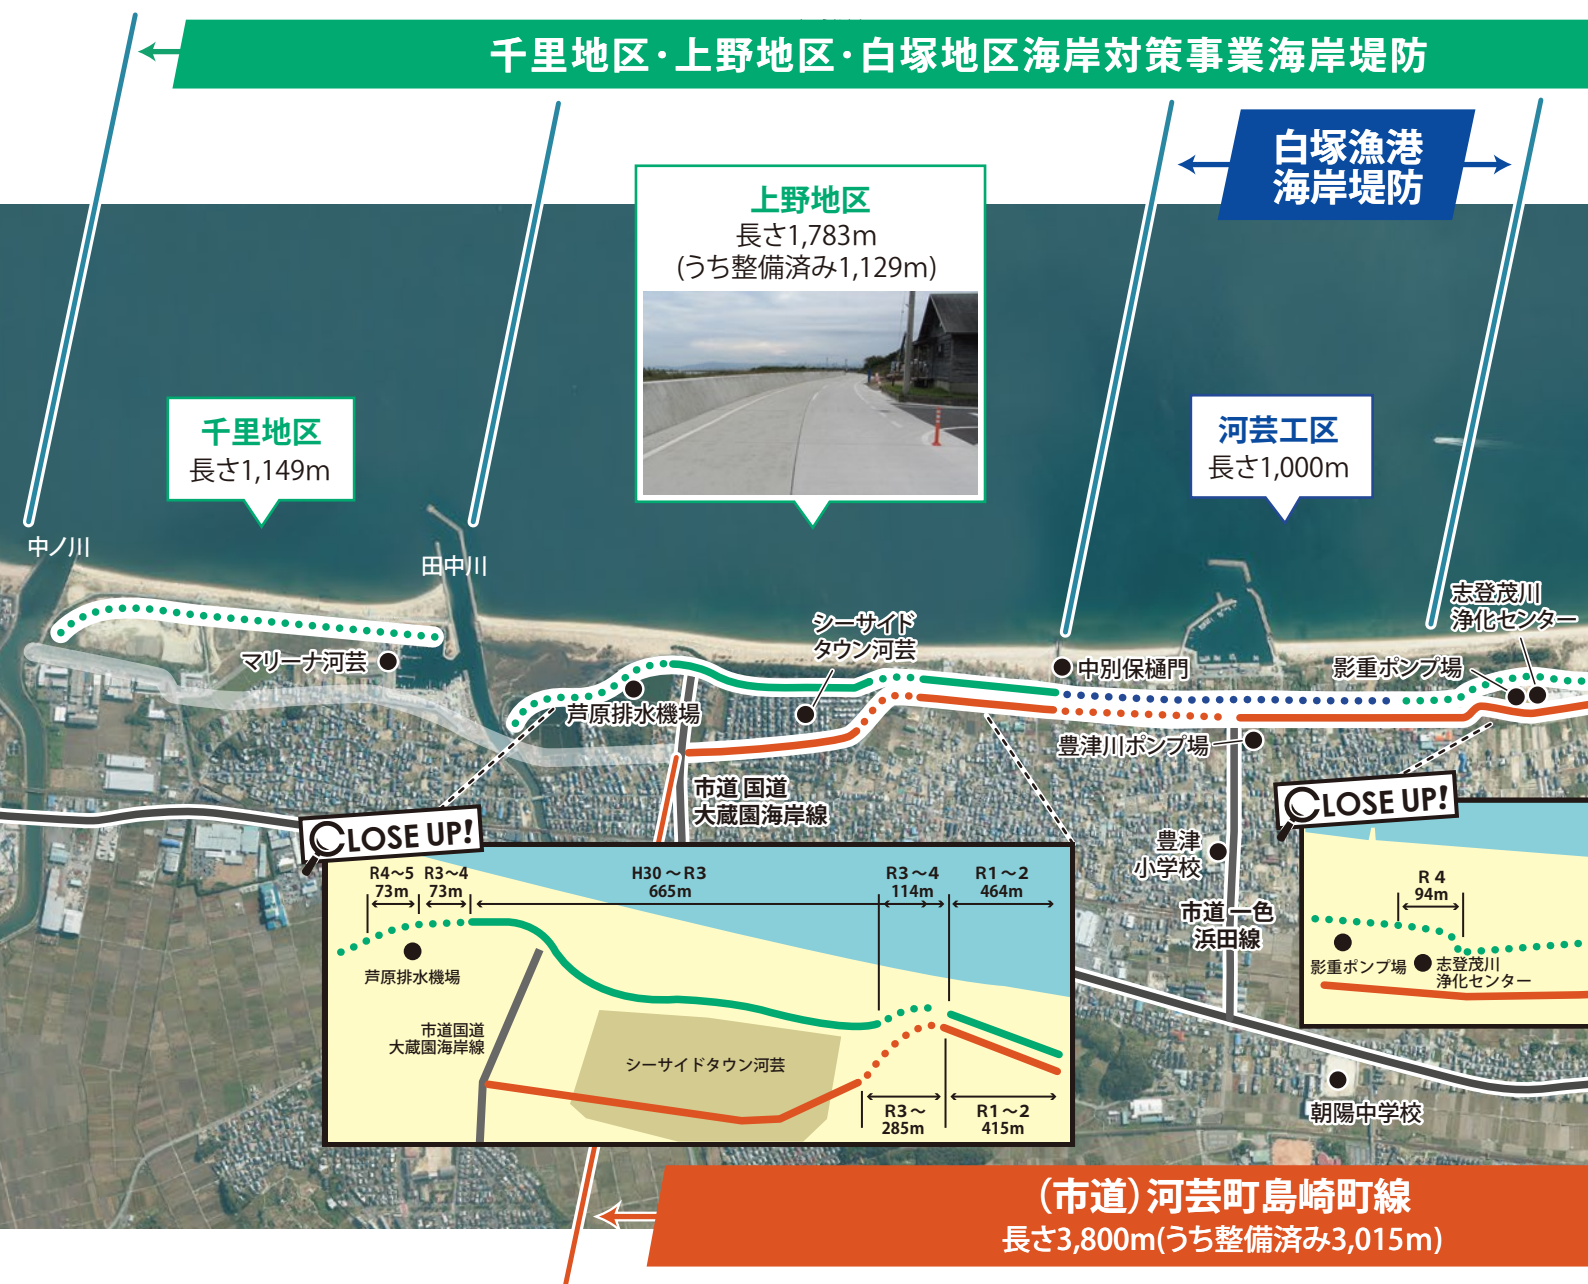 千里地区・上野地区・白塚地区海岸対策事業海岸堤防
白塚漁港
海岸堤防
上野地区
長さ1,783m
(うち整備済み1,129m)
千里地区
長さ1,149m
河芸工区
長さ1,000m
中ノ川
田中川
志登茂川
浄化センター
シーサイド
タウン河芸
マリーナ河芸
中別保樋門
影重ポンプ場
芦原排水機場
豊津川ポンプ場
市道 国道
大蔵園海岸線
豊津
小学校
市道 一色
浜田線
朝陽中学校
CLOSE UP!
R4～5
73m
R3～4
73m
H30～R3
665m
R3～4
114m
R1～2
464m
芦原排水機場
市道国道
大蔵園海岸線
シーサイドタウン河芸
R3～
285m
R1～2
415m
CLOSE UP!
R 4
94m
影重ポンプ場
志登茂川
浄化センター
（市道）河芸町島崎町線
長さ3,800m(うち整備済み3,015m)